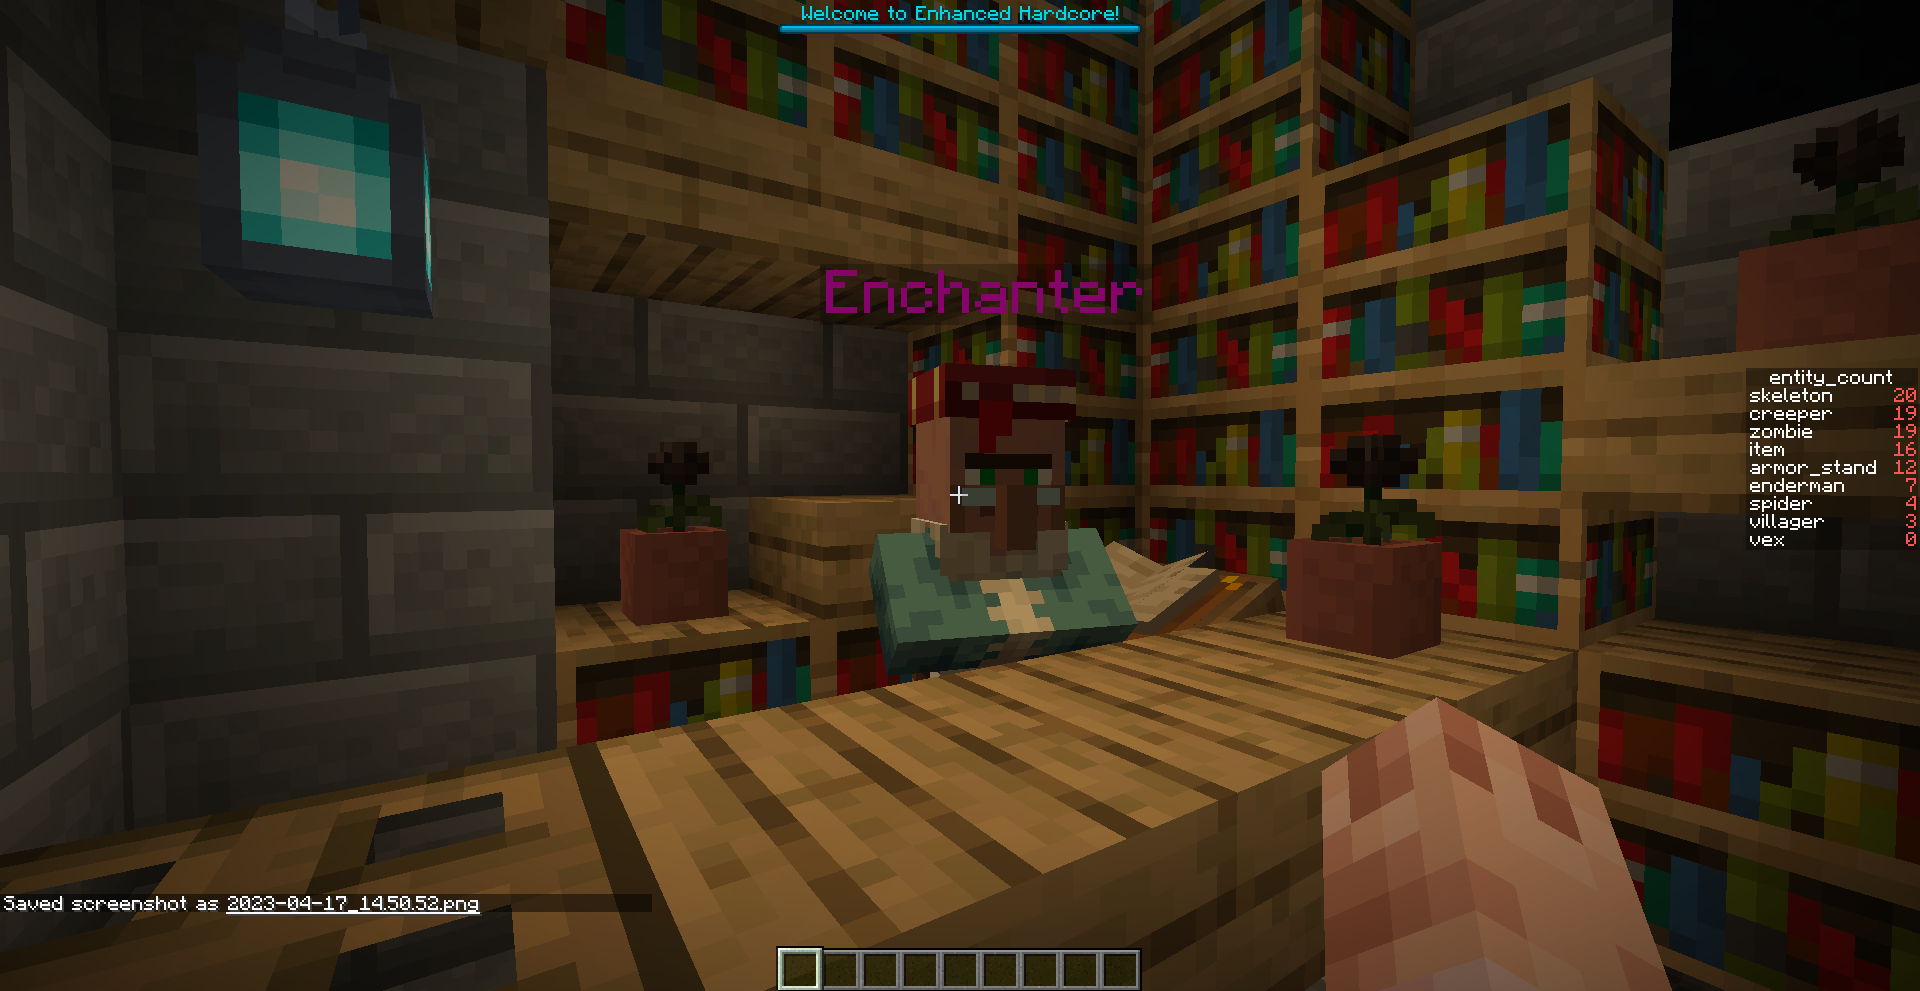 Welcome to Enhanced Hardcore!
Enchanter
entity_count
skeleton 20
creeper 19
zombie 19
item 16
armor_stand 12
enderman 7
spider 4
villager 3
vex 0
Saved screenshot as 2023-04-17_14.50.52.png